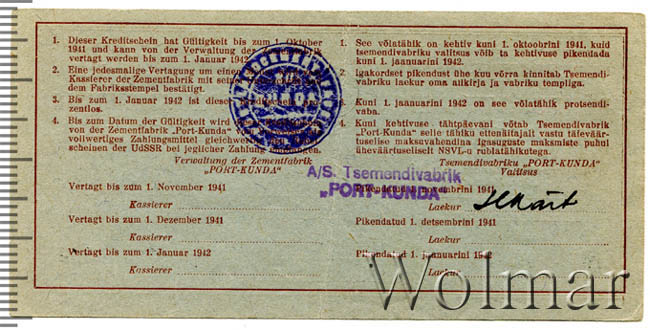 1. Dieser Kreditschein hat Gültigkeit bis zum 1. Oktober
1941 und kann von der Verwaltung der Zementfabrik
vertagt werden bis zum 1. Januar 1942.
2. Eine jedesmalige Vertagung um einen
Kassierer der Zementfabrik mit seiner
dem Fabriksstempel bestätigt.
3. Bis zum 1. Januar 1942 ist dieser Kreditschein
zentlos.
4. Bis zum Datum der Gültigkeit wird
von der Zementfabrik „Port-Kunda"
vollwertiges Zahlungsmittel gleichwertig
scheinen der UdSSR bei jeglicher Zahlung
Verwaltung der Zementfabrik
"PORT-KUNDA"
Vertagt bis zum 1. November 1941
Kassierer
Vertagt bis zum 1. Dezember 1941
Kassierer
Vertagt bis zum 1. Januar 1942
Kassierer
1. See võlatähik on kehtiv kuni 1. oktoobrini 1941, kuid
tsemendivabriku valitsus võib ta kehtivuse pikendada
kuni 1. jaanuarini 1942.
2. Igakordset pikendust ühe kuu võrra kinnitab Tsemendi-
vabriku laekur oma allkirja ja vabriku templiga.
3. Kuni 1. jaanuarini 1942 on see võlatähik protsendi-
vaba.
4. Kuni kehtivuse tähtpäevani võtab Tsemendivabrik
„Port-Kunda" selle tähiku ettenäitajalt vastu täieväär-
tuselise maksuvahendina igasuguste maksmiste puhul
üheväärtuseliselt NSVL-u rublatähtedega.
Tsemendivabriku „PORT-KUNDA"
Valitsus
A/S. Tsemendivabrik
„PORT-KUNDA"
Pikendatud 1. novembrini 1941
Laekur
Pikendatud 1. detsembrini 1941
Laekur
Pikendatud 1. jaanuarini 1942
Laekur
Wolmar